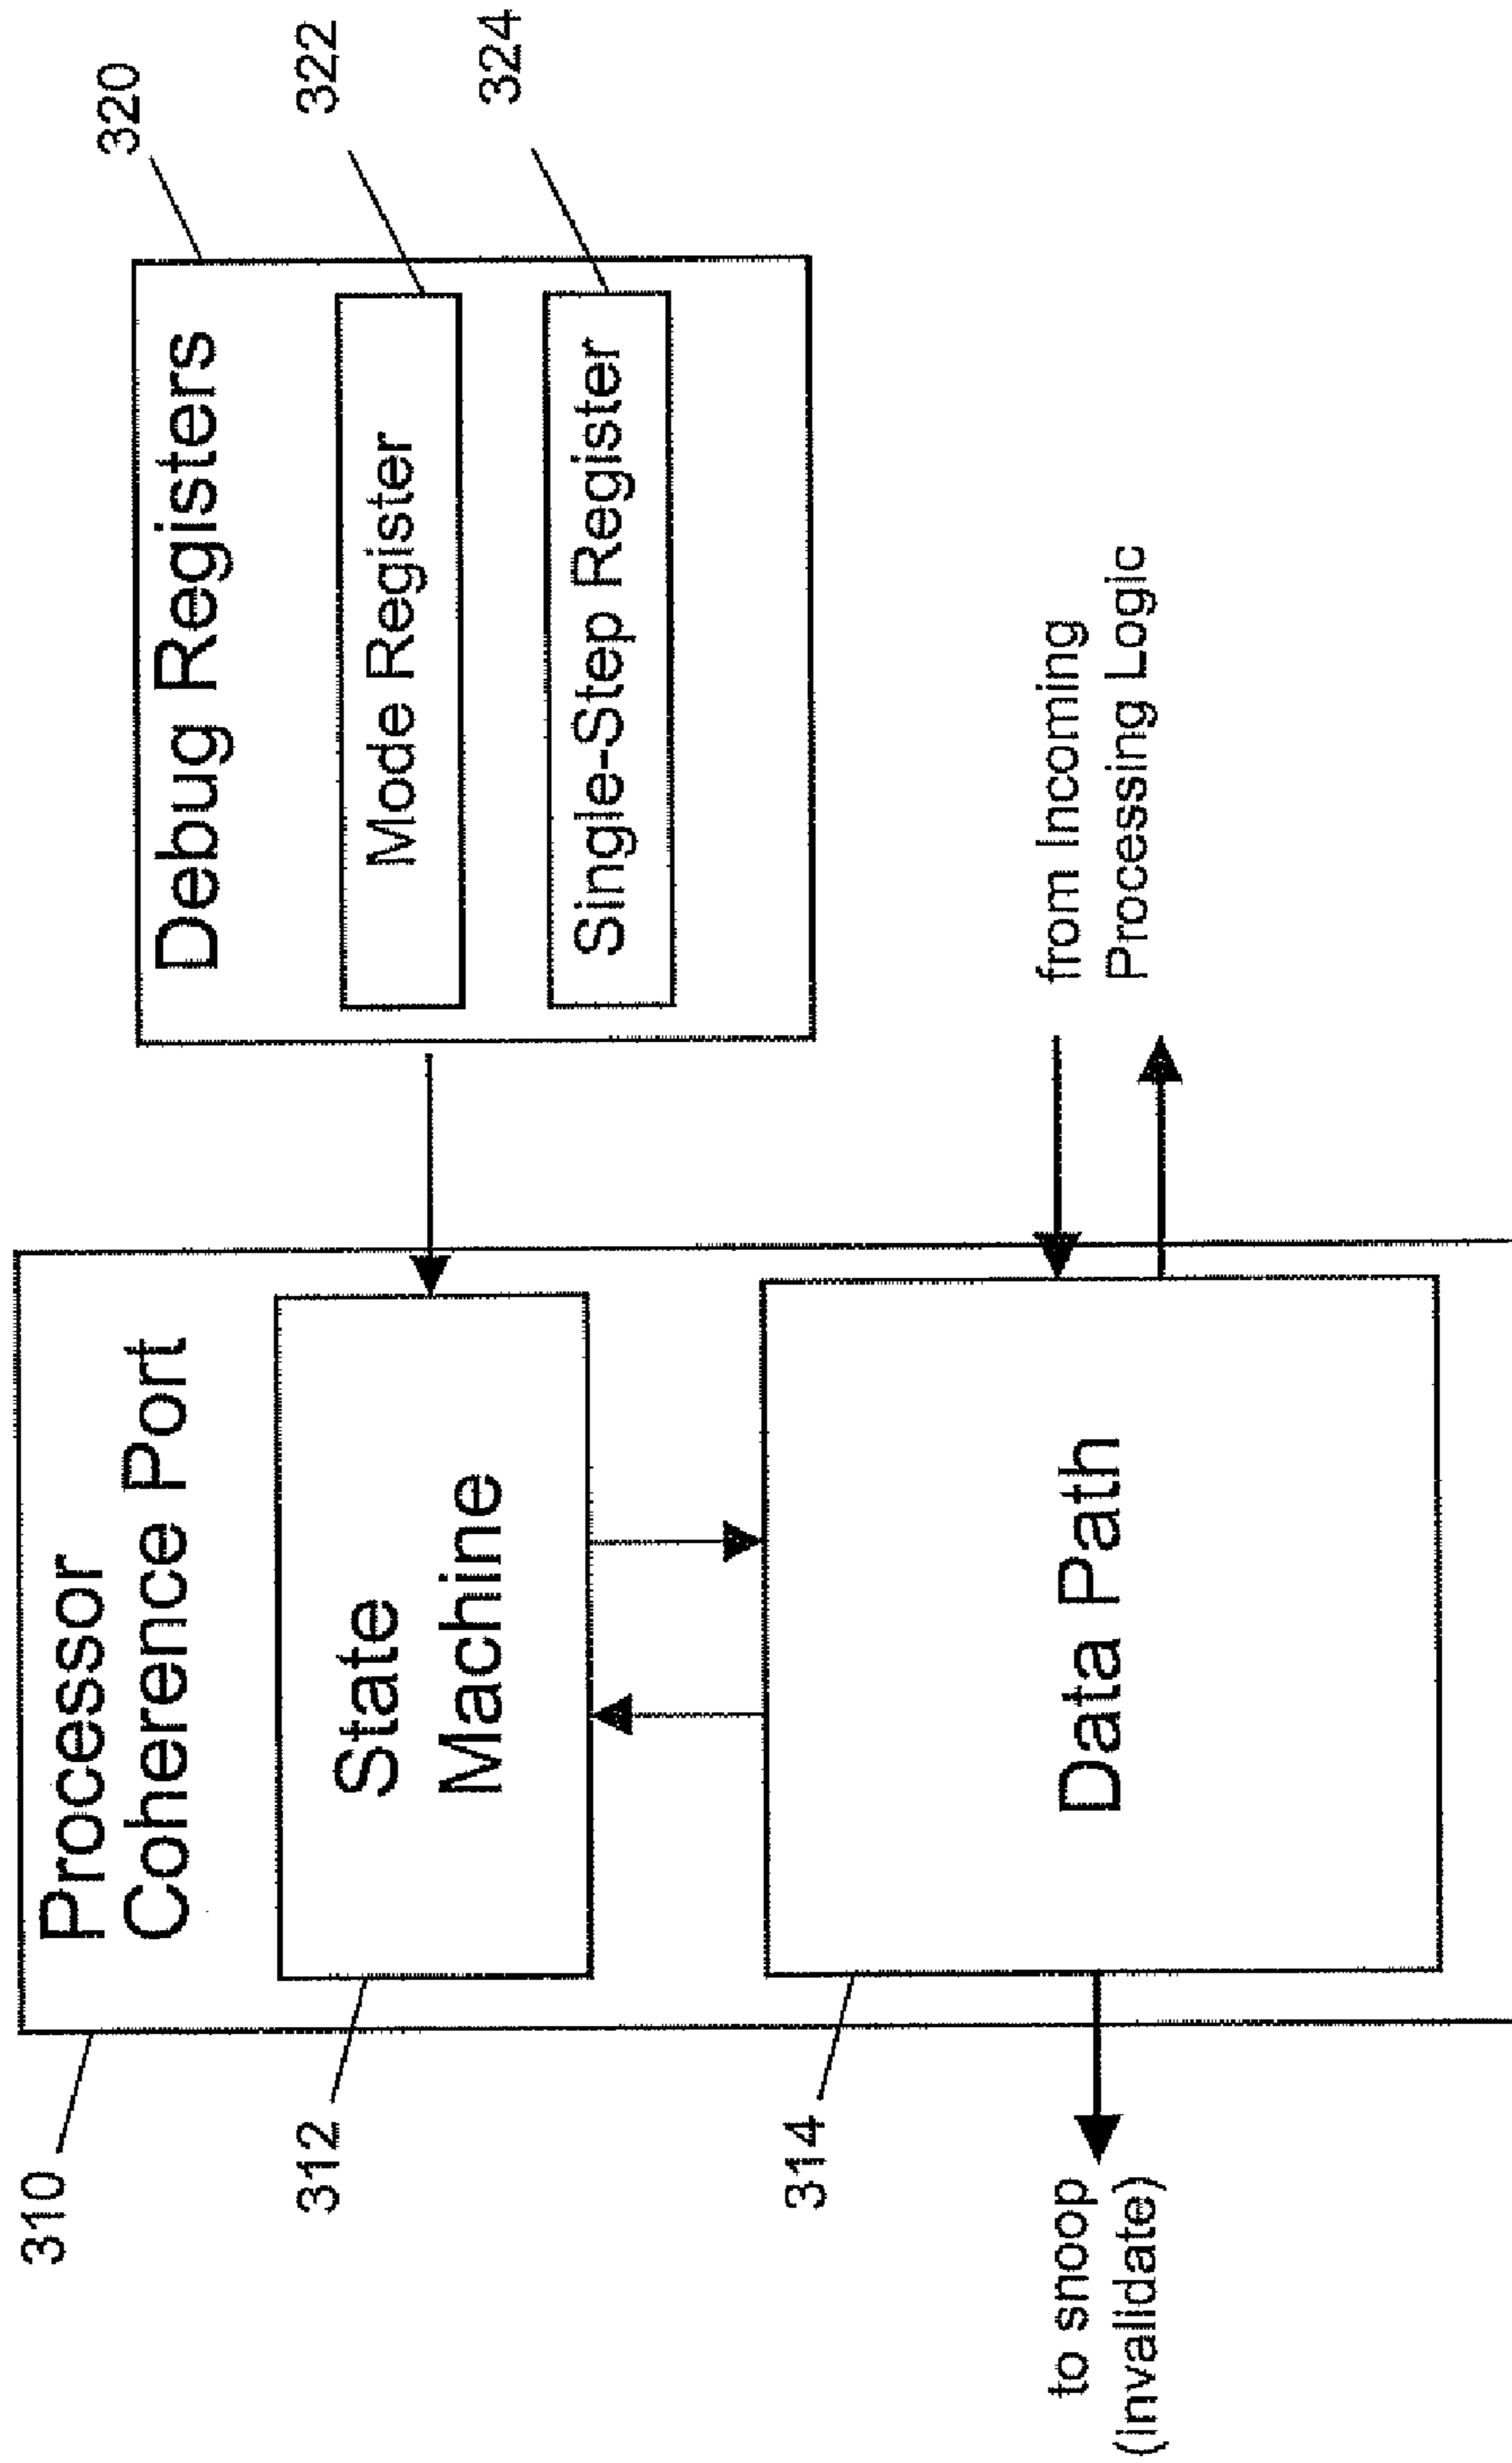 310
Processor
Coherence Port
312
State
Machine
314
Data Path
to snoop
(invalidate)
320
Debug Registers
322
Mode Register
324
Single-Step Register
from Incoming
Processing Logic